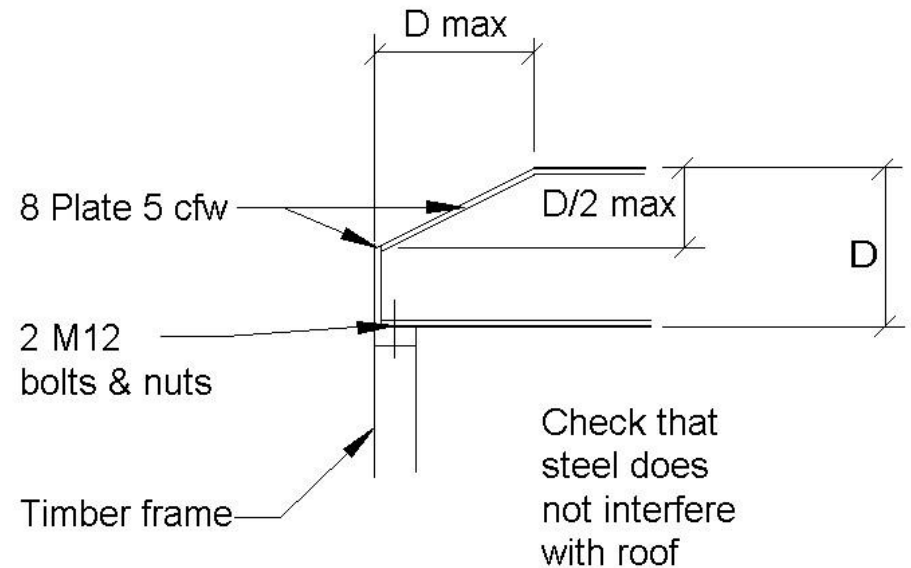 D max
8 Plate 5 cfw
D/2 max
D
2 M12
bolts & nuts
Timber frame
Check that
steel does
not interfere
with roof